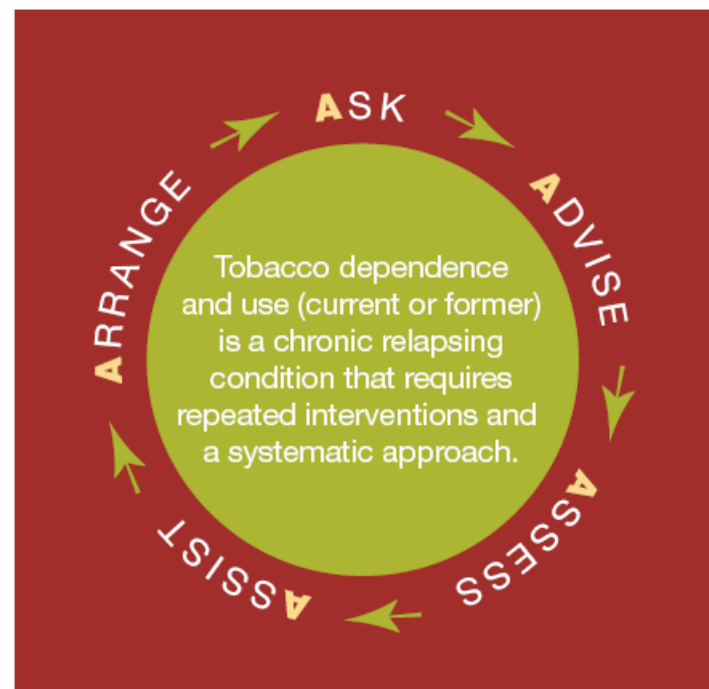 ASK
ADVISE
ASSESS
ASSIST
ARRANGE
Tobacco dependence
and use (current or former)
is a chronic relapsing
condition that requires
repeated interventions and
a systematic approach.